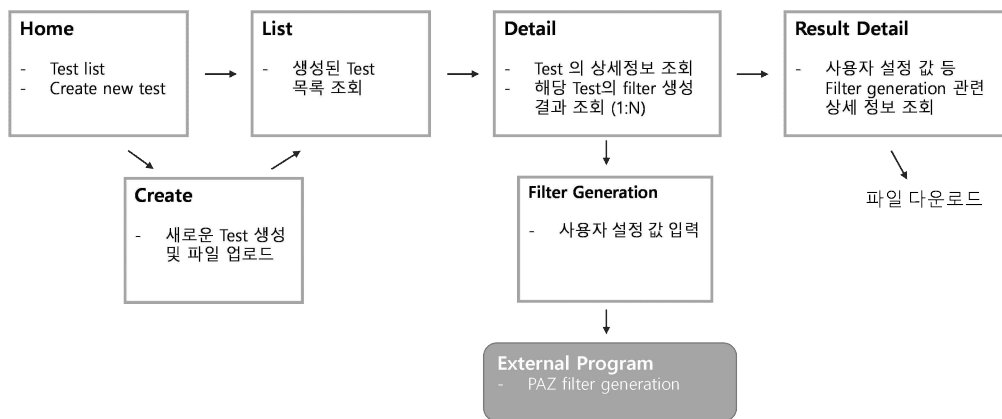 Home
- Test list
- Create new test
List
- 생성된 Test
목록 조회
Detail
- Test 의 상세정보 조회
- 해당 Test의 filter 생성
결과 조회 (1:N)
Result Detail
- 사용자 설정 값 등
Filter generation 관련
상세 정보 조회
Create
- 새로운 Test 생성
및 파일 업로드
Filter Generation
- 사용자 설정 값 입력
파일 다운로드
External Program
- PAZ filter generation